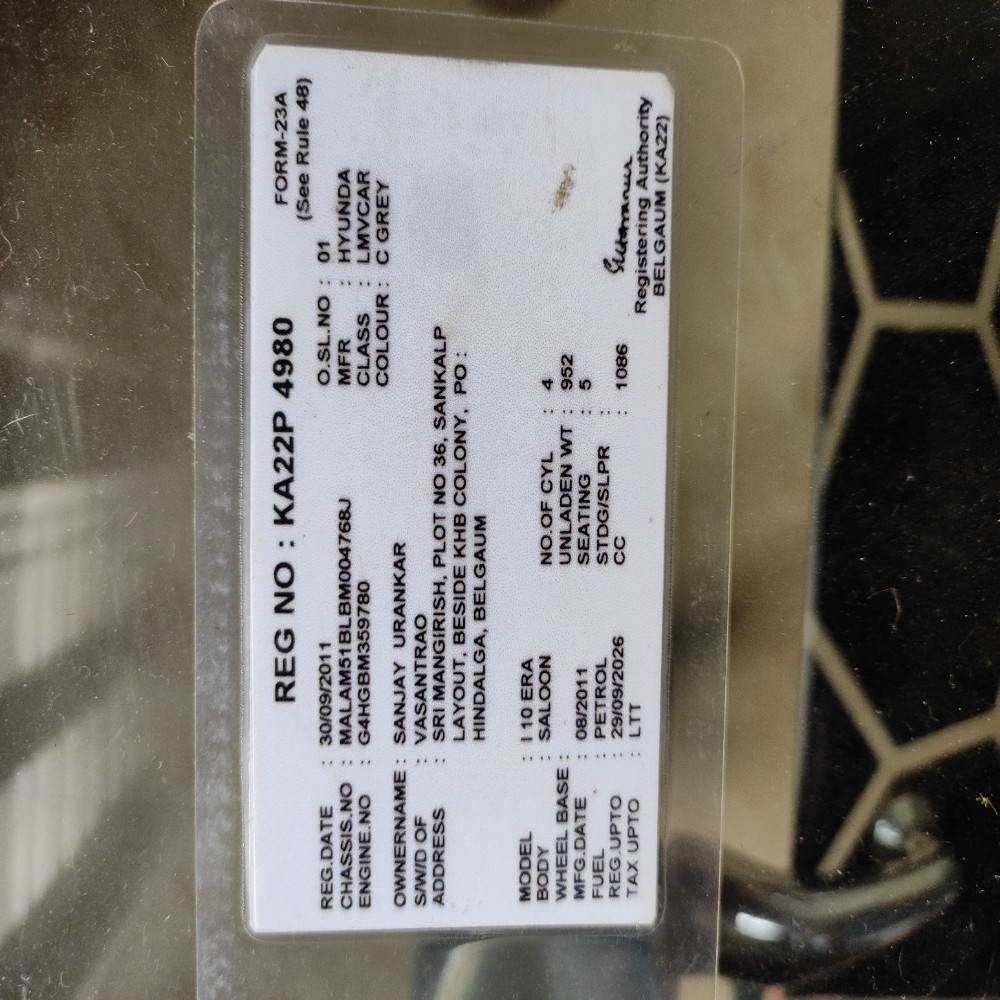 FORM-23A
REG NO : KA22P 4980 (See Rule 48)
REG.DATE : 30/09/2011 O.SL.NO : 01
CHASSIS.NO : MALAM51BLBM004768J MFR : HYUNDA
ENGINE.NO : G4HGBM359780 CLASS : LMVCAR
COLOUR : C GREY
OWNERNAME : SANJAY URANKAR
S/W/D OF : VASANTRAO
ADDRESS : SRI MANGIRISH, PLOT NO 36, SANKALP
LAYOUT, BESIDE KHB COLONY, PO :
HINDALGA, BELGAUM
MODEL : I 10 ERA NO.OF CYL : 4
BODY : SALOON UNLADEN WT : 952
WHEEL BASE : SEATING : 5
MFG.DATE : 08/2011 STDG/SLPR :
FUEL : PETROL CC : 1086
REG.UPTO : 29/09/2026 Registering Authority
TAX UPTO : LTT BELGAUM (KA22)